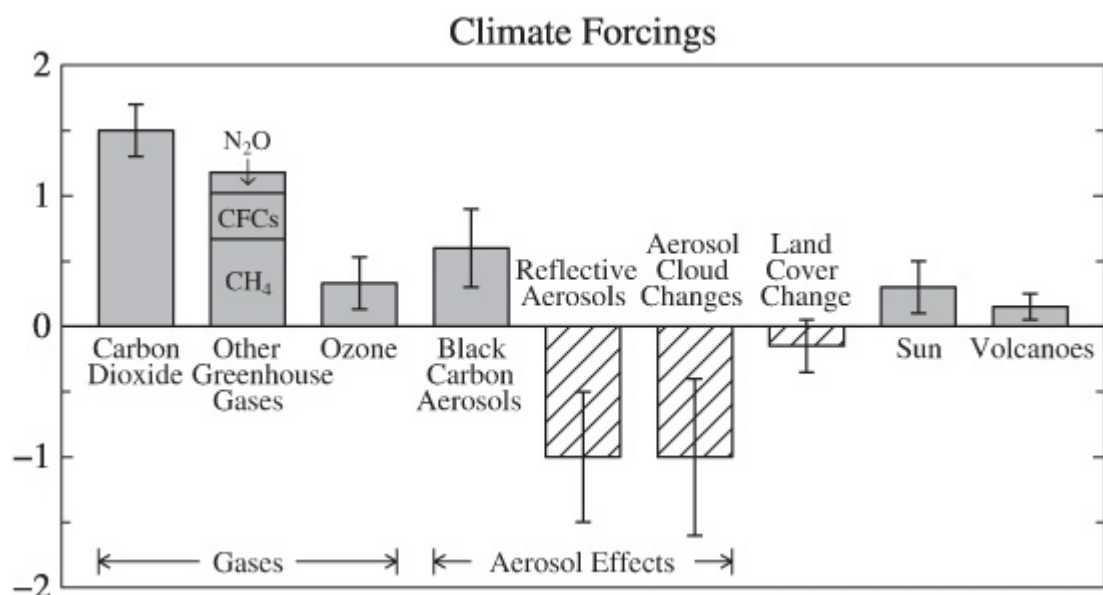 Climate Forcings
2
1
0
−1
−2
N₂O
CFCs
CH₄
Carbon
Dioxide
Other
Greenhouse
Gases
Ozone
Black
Carbon
Aerosols
Reflective
Aerosols
Aerosol
Cloud
Changes
Land
Cover
Change
Sun
Volcanoes
Gases
Aerosol Effects